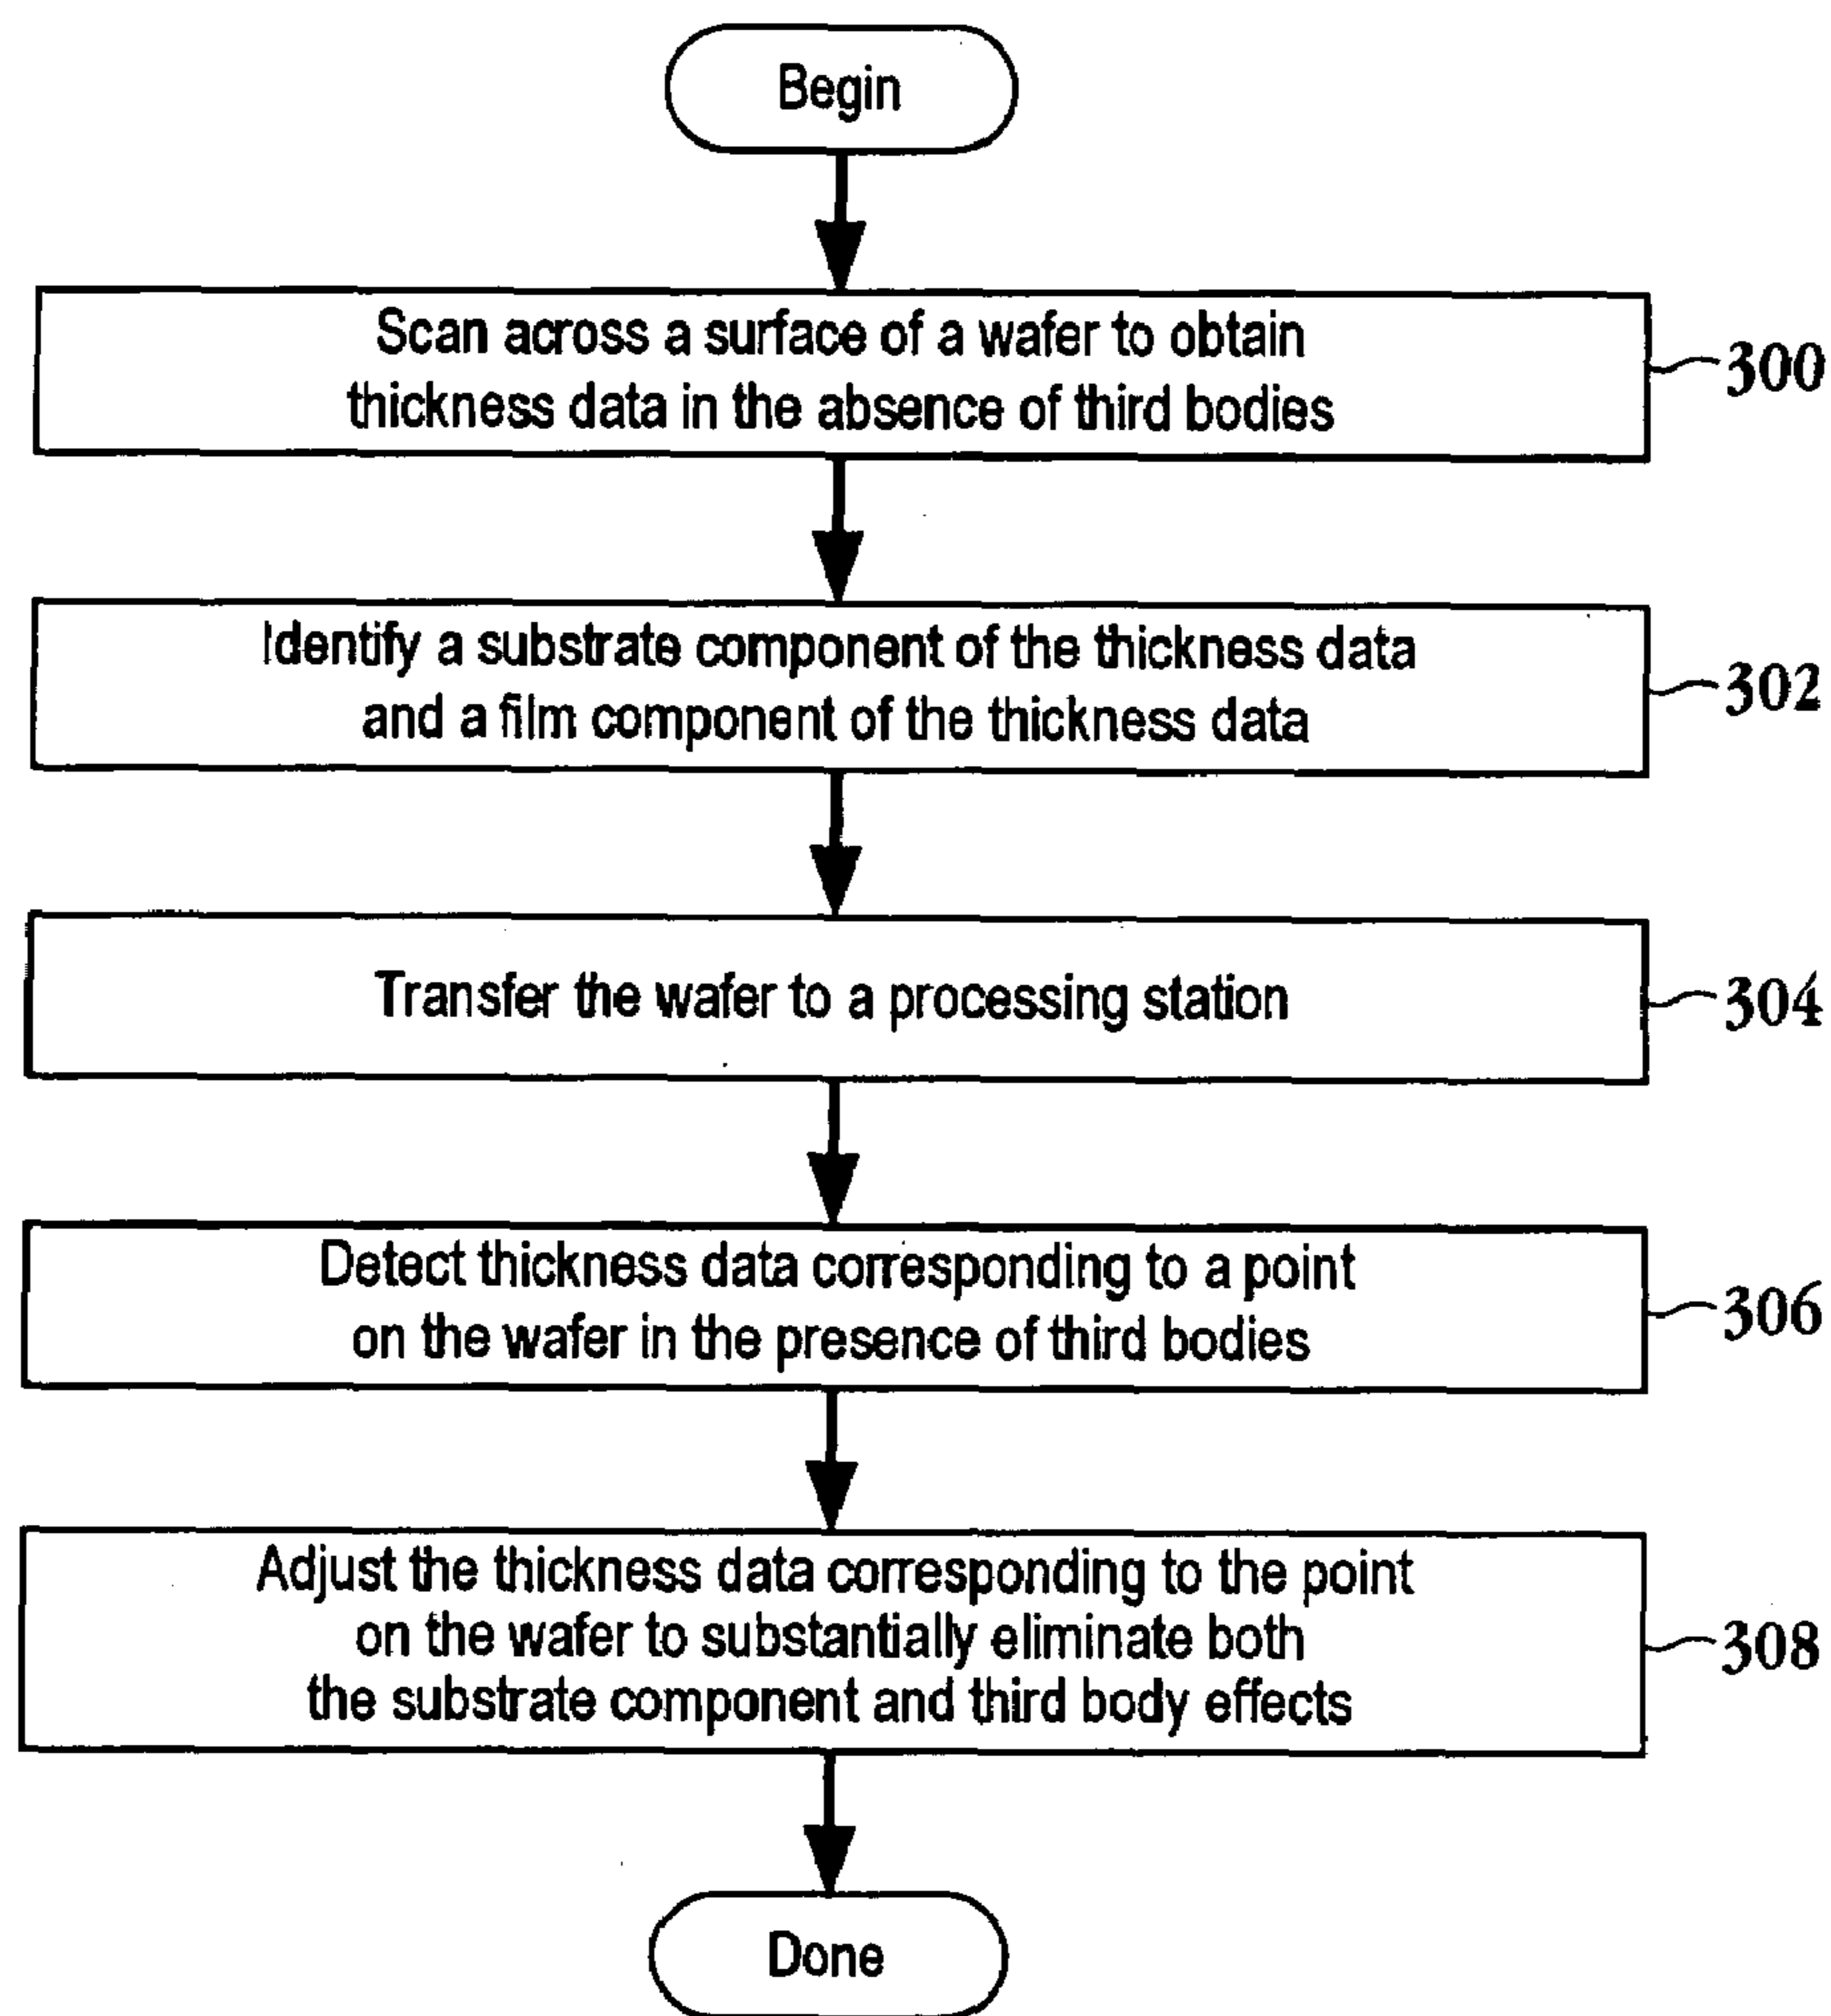 Begin
Scan across a surface of a wafer to obtain
thickness data in the absence of third bodies
300
Identify a substrate component of the thickness data
and a film component of the thickness data
302
Transfer the wafer to a processing station
304
Detect thickness data corresponding to a point
on the wafer in the presence of third bodies
306
Adjust the thickness data corresponding to the point
on the wafer to substantially eliminate both
the substrate component and third body effects
308
Done